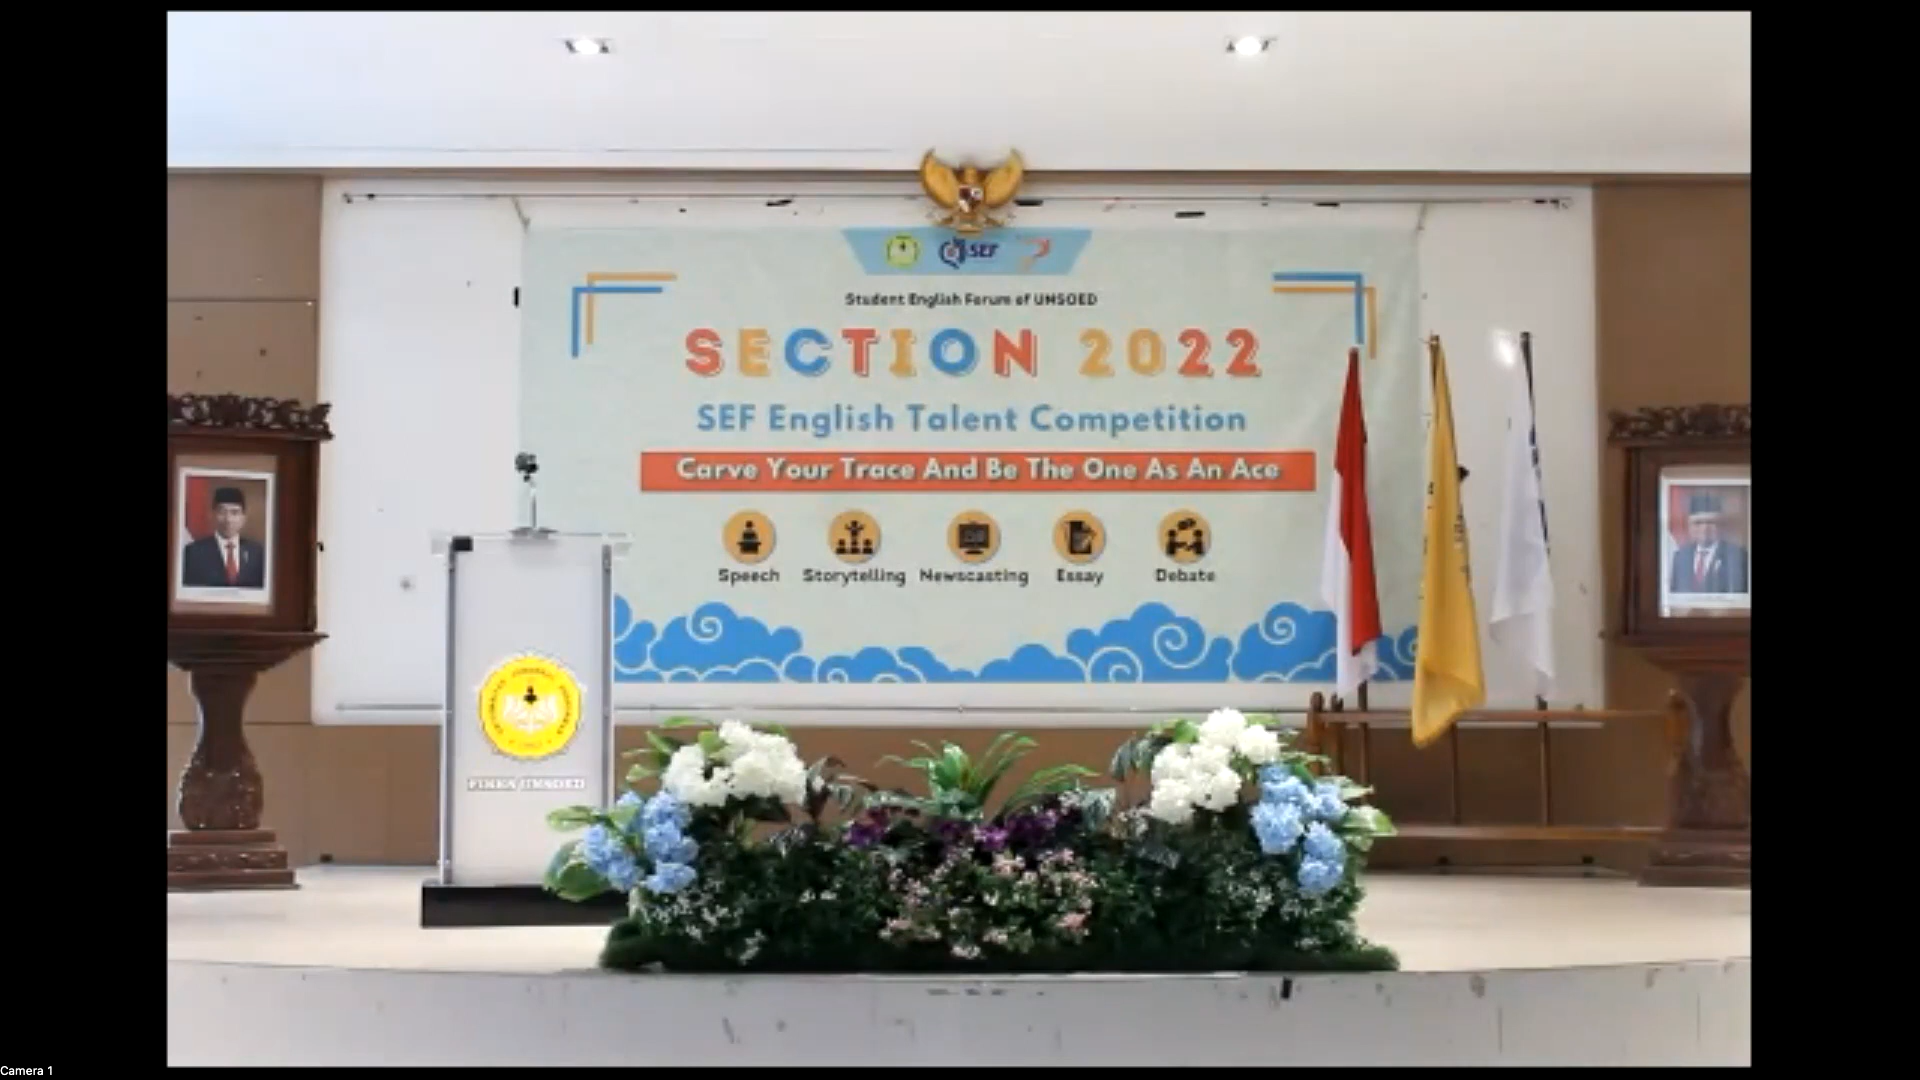 SEF
Student English Forum of UNSOED
SECTION 2022
SEF English Talent Competition
Carve Your Trace And Be The One As An Ace
Speech
Storytelling
Newscasting
Essay
Debate
UNSOED
Camera 1